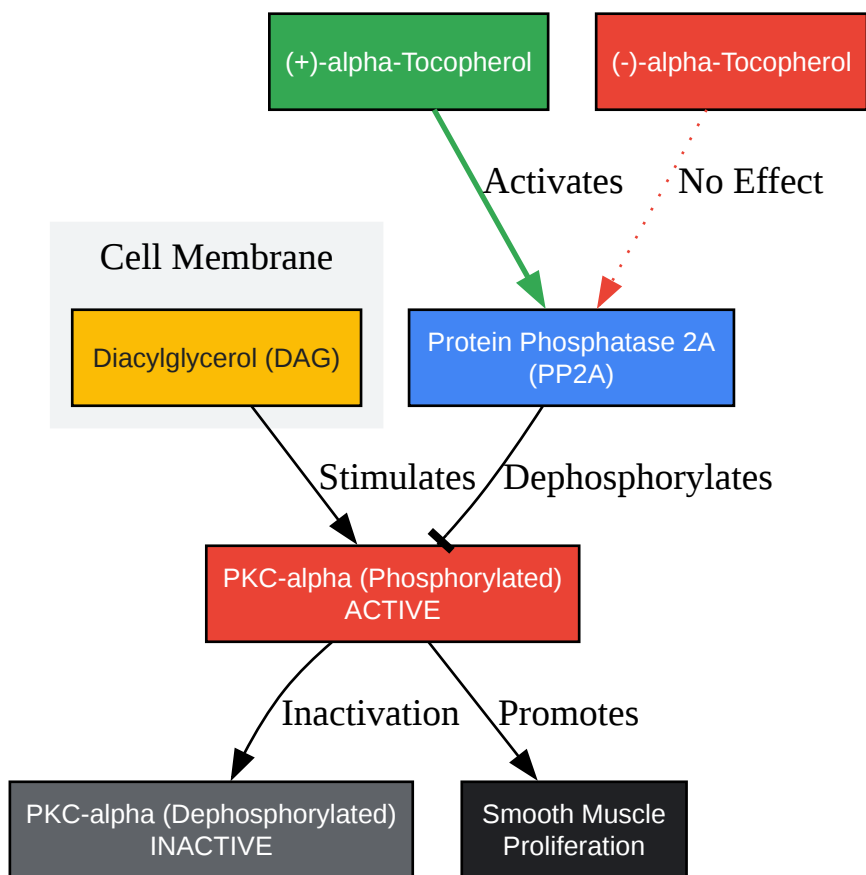 (+)-alpha-Tocopherol
(-)-alpha-Tocopherol
Activates
No Effect
Cell Membrane
Diacylglycerol (DAG)
Protein Phosphatase 2A
(PP2A)
Stimulates
Dephosphorylates
PKC-alpha (Phosphorylated)
ACTIVE
Inactivation
Promotes
PKC-alpha (Dephosphorylated)
INACTIVE
Smooth Muscle
Proliferation